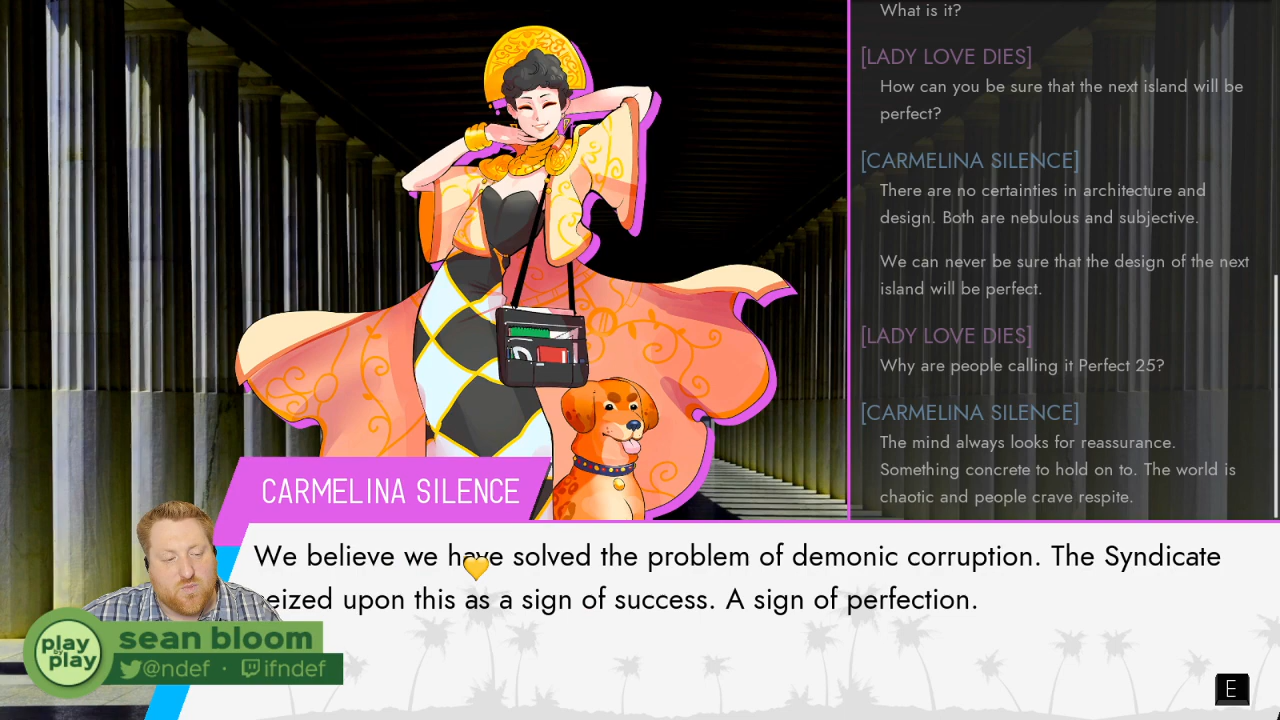 What is it?
[LADY LOVE DIES]
How can you be sure that the next island will be
perfect?
[CARMELINA SILENCE]
There are no certainties in architecture and
design. Both are nebulous and subjective.
We can never be sure that the design of the next
island will be perfect.
[LADY LOVE DIES]
Why are people calling it Perfect 25?
[CARMELINA SILENCE]
The mind always looks for reassurance.
Something concrete to hold on to. The world is
chaotic and people crave respite.
CARMELINA SILENCE
We believe we have solved the problem of demonic corruption. The Syndicate
seized upon this as a sign of success. A sign of perfection.
play
by
play
sean bloom
@ndef · ifndef
E